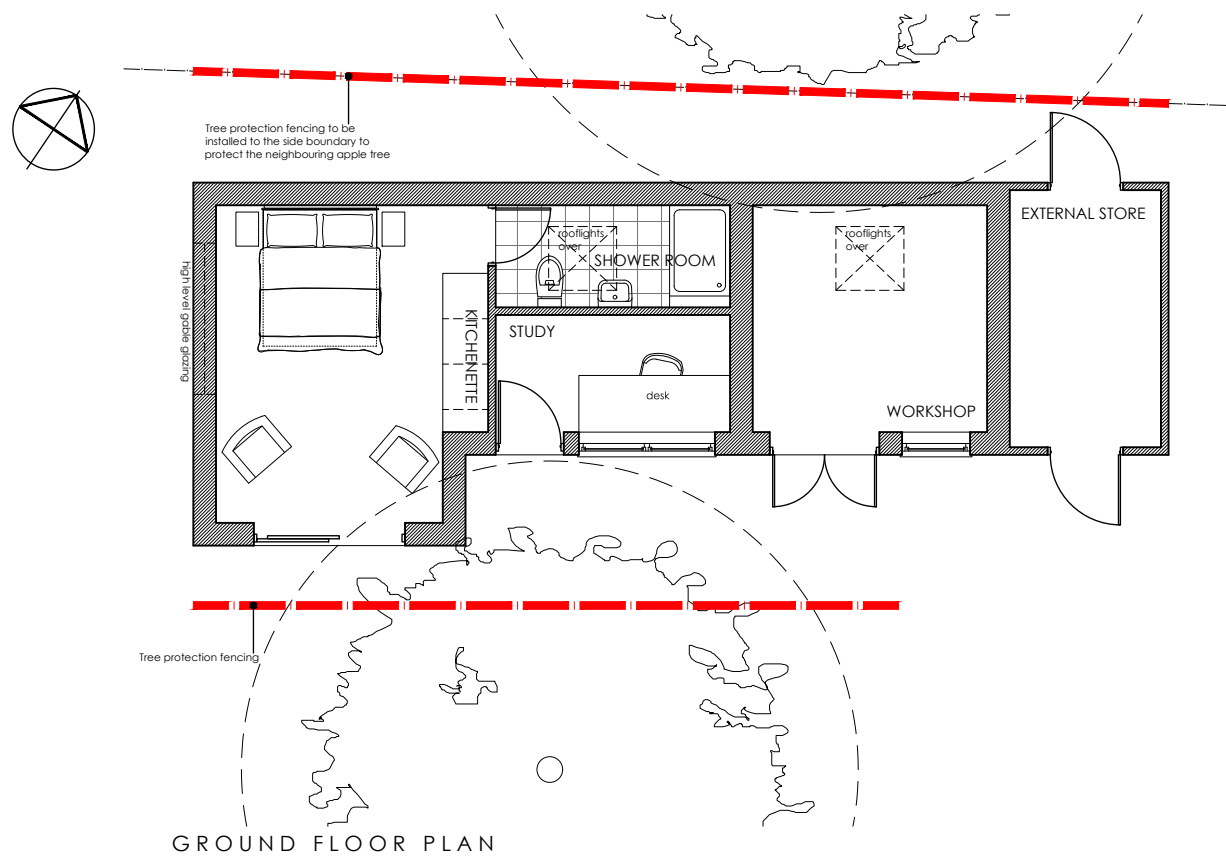 Tree protection fencing to be
installed to the side boundary to
protect the neighbouring apple tree
rooflights
over
SHOWER ROOM
rooflights
over
EXTERNAL STORE
high level gable glazing
KITCHENETTE
STUDY
desk
WORKSHOP
Tree protection fencing
GROUND FLOOR PLAN